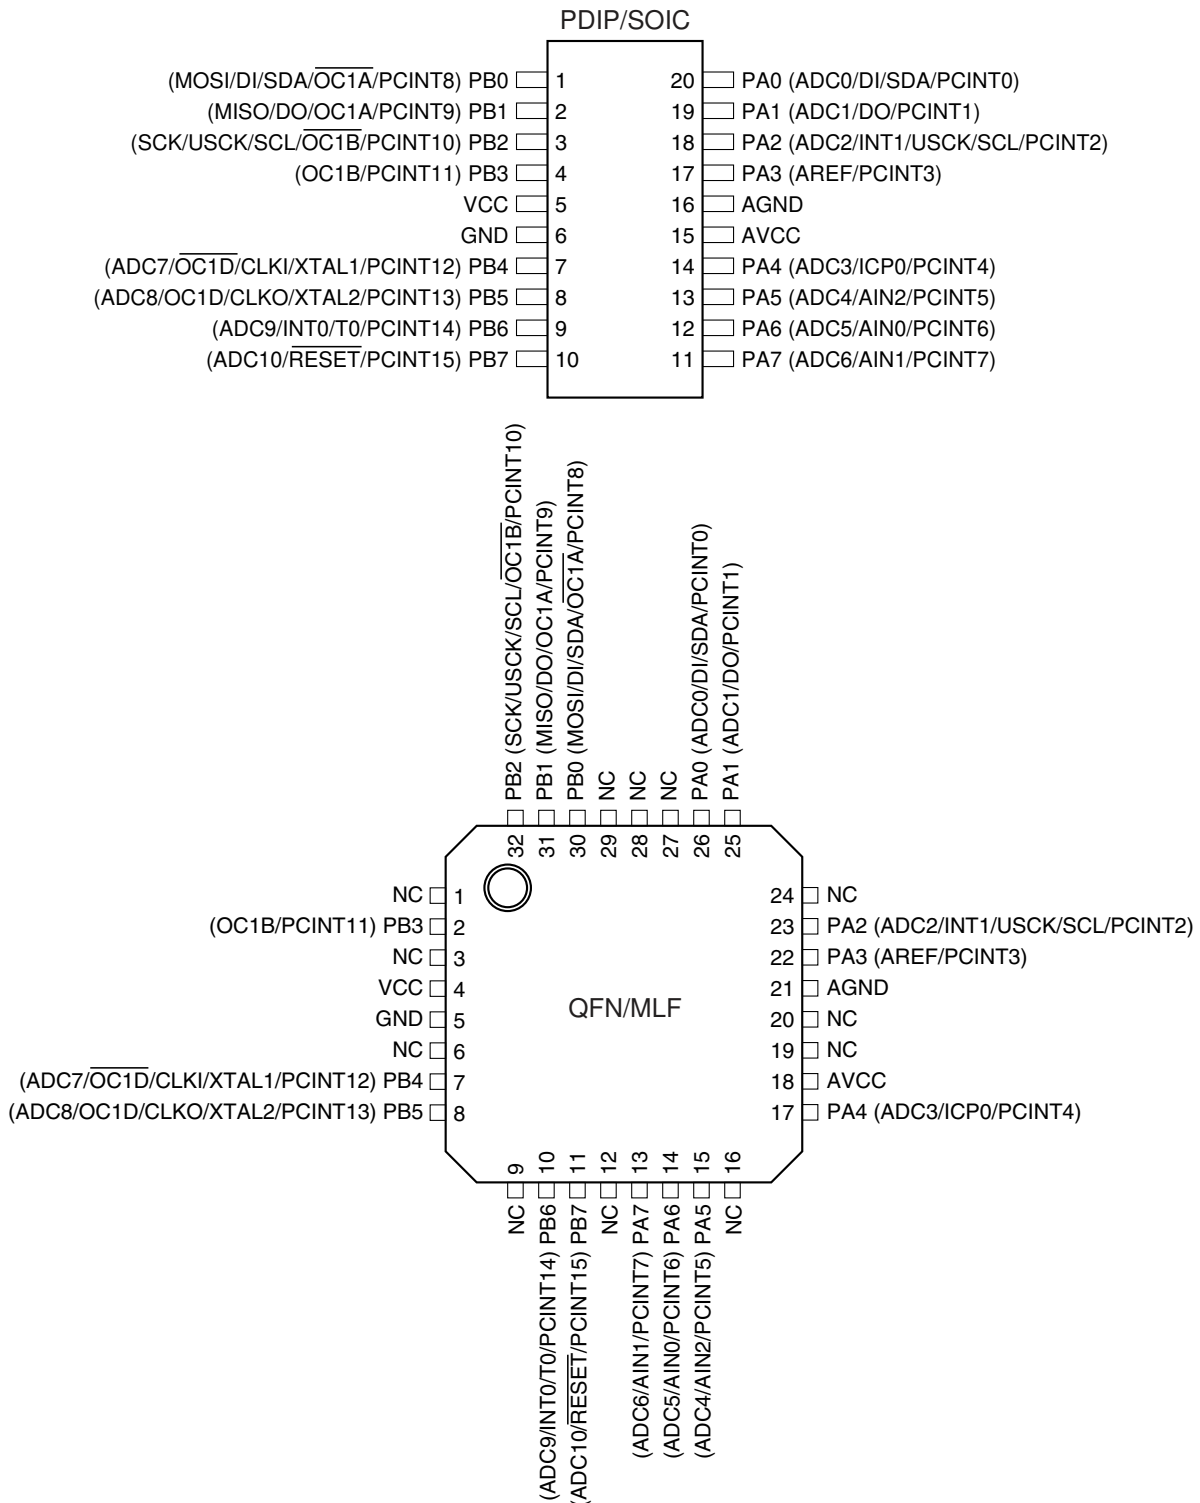 PDIP/SOIC
(MOSI/DI/SDA/OC1A/PCINT8) PB0 1 20 PA0 (ADC0/DI/SDA/PCINT0)
(MISO/DO/OC1A/PCINT9) PB1 2 19 PA1 (ADC1/DO/PCINT1)
(SCK/USCK/SCL/OC1B/PCINT10) PB2 3 18 PA2 (ADC2/INT1/USCK/SCL/PCINT2)
(OC1B/PCINT11) PB3 4 17 PA3 (AREF/PCINT3)
VCC 5 16 AGND
GND 6 15 AVCC
(ADC7/OC1D/CLKI/XTAL1/PCINT12) PB4 7 14 PA4 (ADC3/ICP0/PCINT4)
(ADC8/OC1D/CLKO/XTAL2/PCINT13) PB5 8 13 PA5 (ADC4/AIN2/PCINT5)
(ADC9/INT0/T0/PCINT14) PB6 9 12 PA6 (ADC5/AIN0/PCINT6)
(ADC10/RESET/PCINT15) PB7 10 11 PA7 (ADC6/AIN1/PCINT7)
32 PB2 (SCK/USCK/SCL/OC1B/PCINT10)
31 PB1 (MISO/DO/OC1A/PCINT9)
30 PB0 (MOSI/DI/SDA/OC1A/PCINT8)
29 NC
28 NC
27 NC
26 PA0 (ADC0/DI/SDA/PCINT0)
25 PA1 (ADC1/DO/PCINT1)
NC 1 24 NC
(OC1B/PCINT11) PB3 2 23 PA2 (ADC2/INT1/USCK/SCL/PCINT2)
NC 3 22 PA3 (AREF/PCINT3)
VCC 4 21 AGND
QFN/MLF
GND 5 20 NC
NC 6 19 NC
(ADC7/OC1D/CLKI/XTAL1/PCINT12) PB4 7 18 AVCC
(ADC8/OC1D/CLKO/XTAL2/PCINT13) PB5 8 17 PA4 (ADC3/ICP0/PCINT4)
NC 9
(ADC9/INT0/T0/PCINT14) PB6 10
(ADC10/RESET/PCINT15) PB7 11
NC 12
(ADC6/AIN1/PCINT7) PA7 13
(ADC5/AIN0/PCINT6) PA6 14
(ADC4/AIN2/PCINT5) PA5 15
NC 16